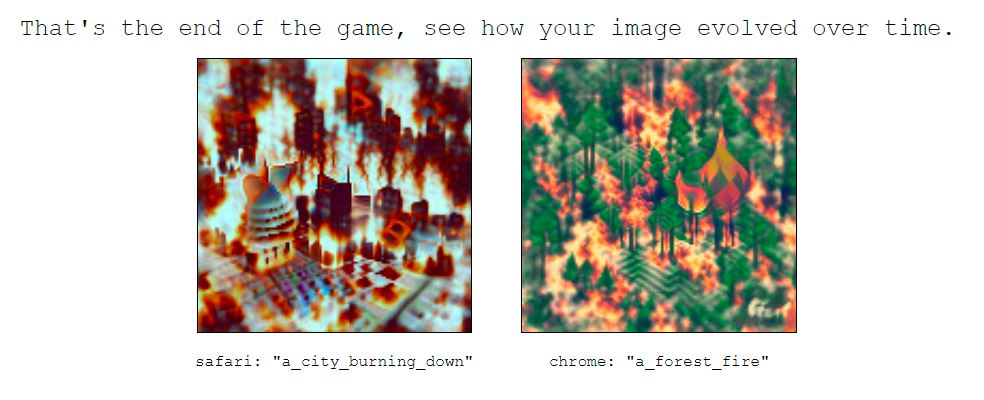 That's the end of the game, see how your image evolved over time.
safari: "a_city_burning_down"
chrome: "a_forest_fire"